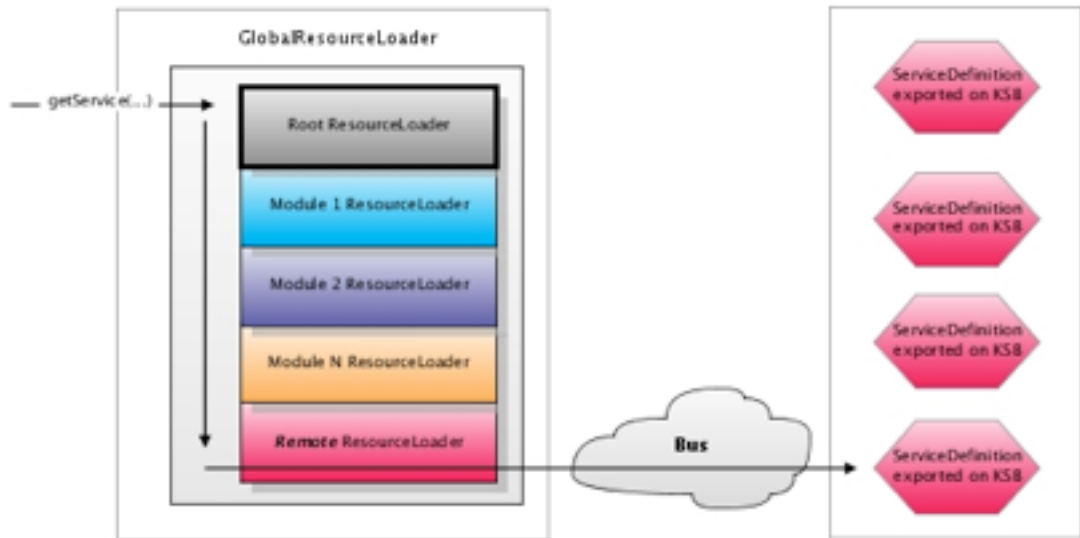 GlobalResourceLoader
getService(...)
Root ResourceLoader
Module 1 ResourceLoader
Module 2 ResourceLoader
Module N ResourceLoader
Remote ResourceLoader
Bus
ServiceDefinition
exported on KSB
ServiceDefinition
exported on KSB
ServiceDefinition
exported on KSB
ServiceDefinition
exported on KSB